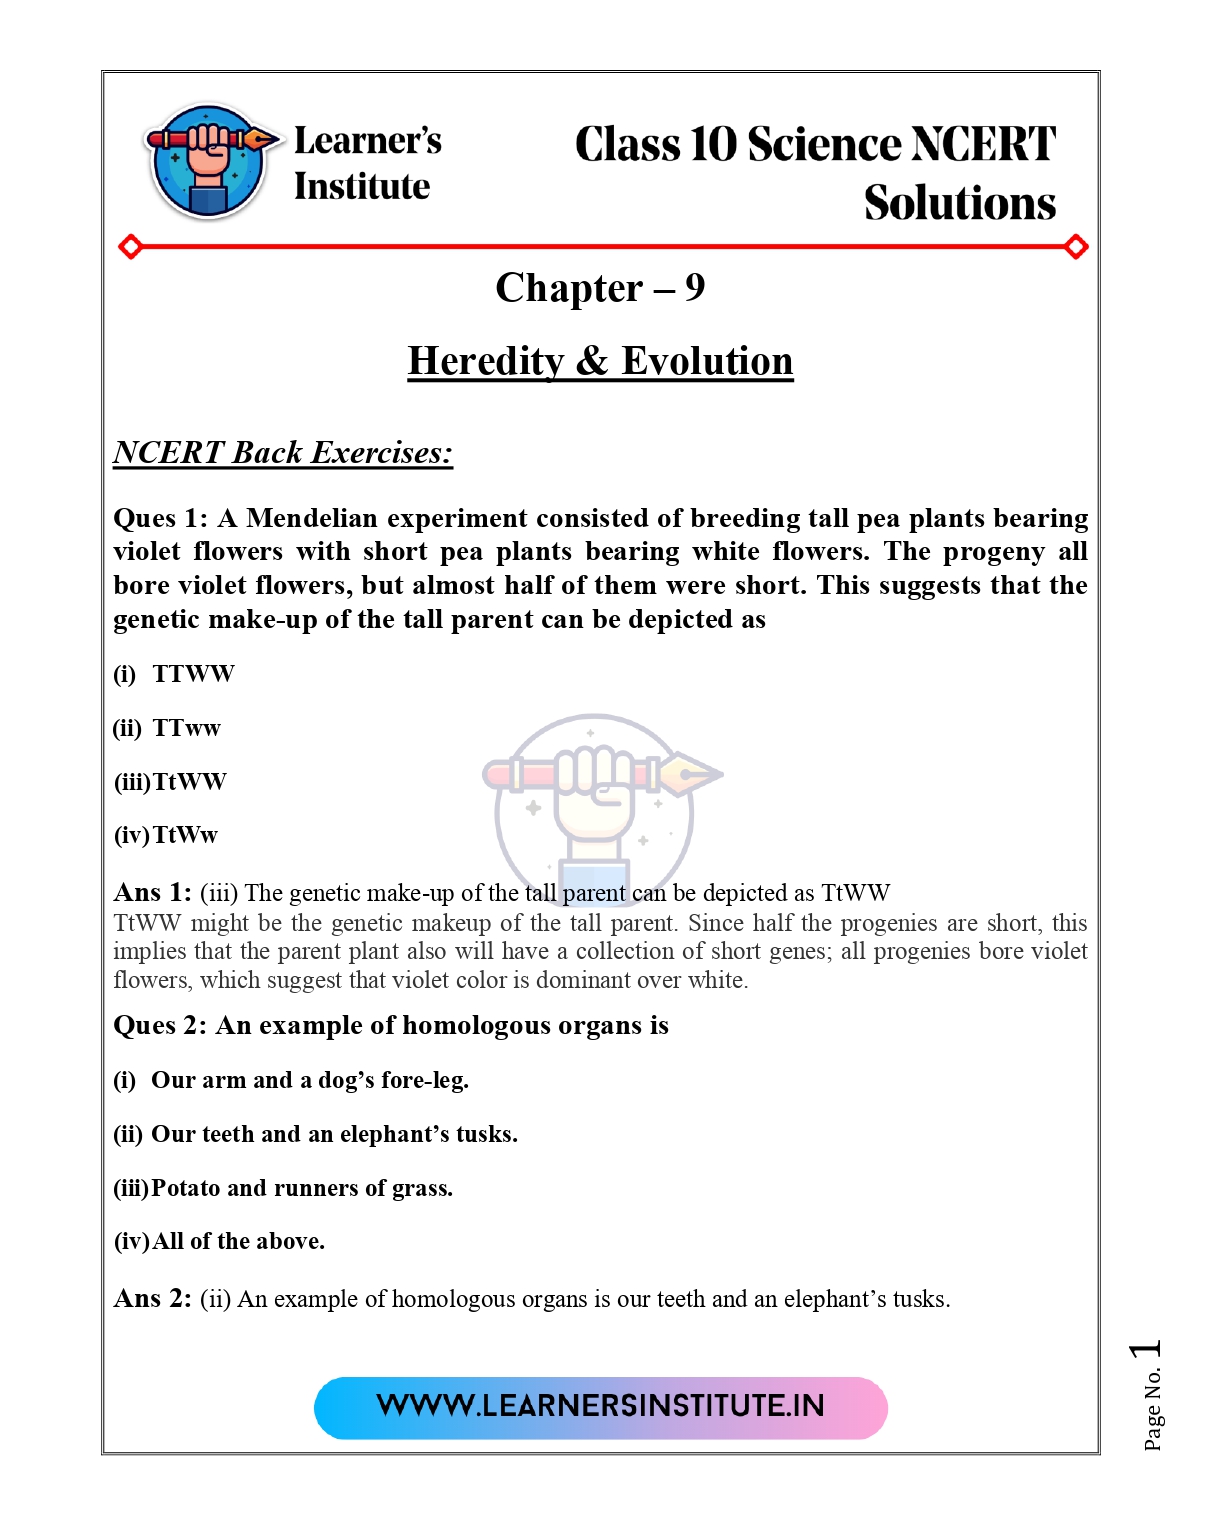 Learner's
Institute
Class 10 Science NCERT
Solutions
Chapter – 9
Heredity & Evolution
NCERT Back Exercises:
Ques 1: A Mendelian experiment consisted of breeding tall pea plants bearing
violet flowers with short pea plants bearing white flowers. The progeny all
bore violet flowers, but almost half of them were short. This suggests that the
genetic make-up of the tall parent can be depicted as
(i) TTWW
(ii) TTww
(iii) TtWW
(iv) TtWw
Ans 1: (iii) The genetic make-up of the tall parent can be depicted as TtWW
TtWW might be the genetic makeup of the tall parent. Since half the progenies are short, this
implies that the parent plant also will have a collection of short genes; all progenies bore violet
flowers, which suggest that violet color is dominant over white.
Ques 2: An example of homologous organs is
(i) Our arm and a dog's fore-leg.
(ii) Our teeth and an elephant's tusks.
(iii) Potato and runners of grass.
(iv) All of the above.
Ans 2: (ii) An example of homologous organs is our teeth and an elephant's tusks.
WWW.LEARNERSINSTITUTE.IN
Page No. 1